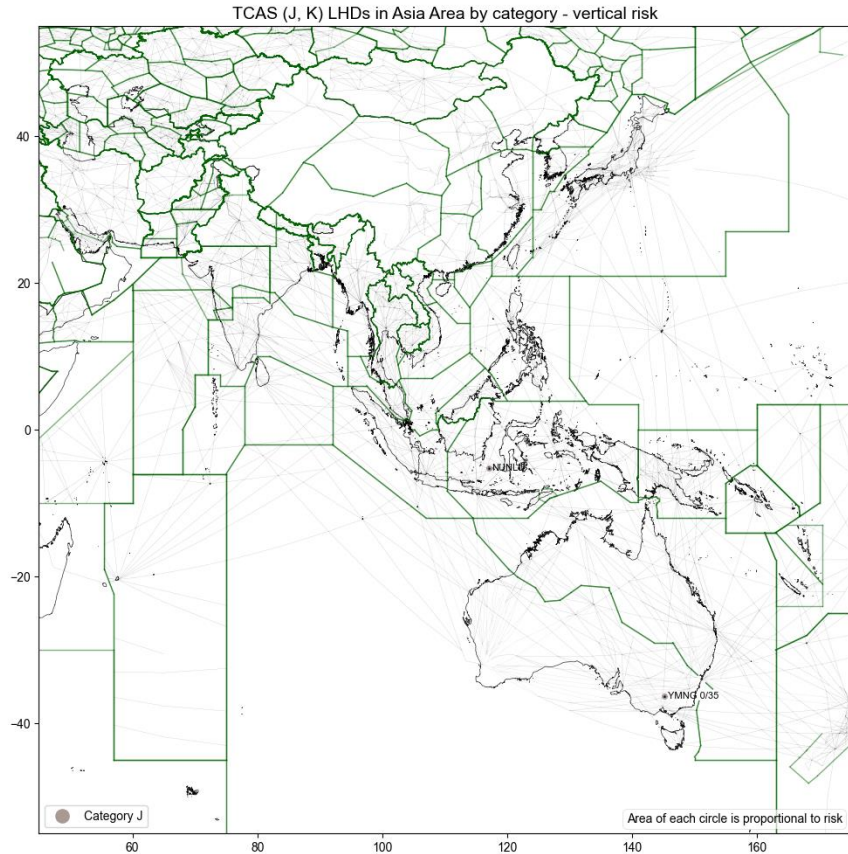 TCAS (J, K) LHDs in Asia Area by category - vertical risk
40
20
0
−20
−40
YMNG 0/35
Category J
Area of each circle is proportional to risk
60
80
100
120
140
160